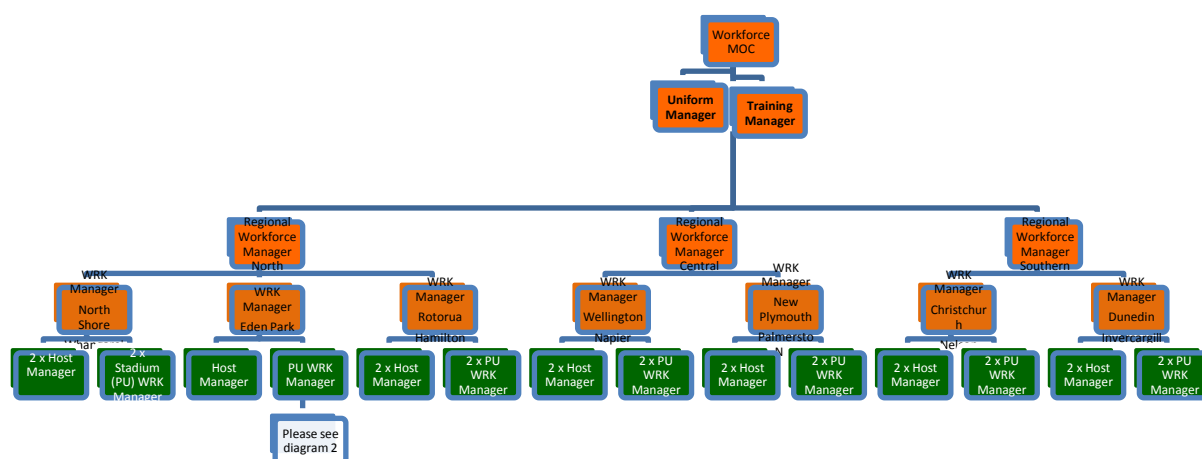 Workforce
MOC
Uniform
Manager
Training
Manager
Regional
Workforce
Manager
North
Regional
Workforce
Manager
Central
Regional
Workforce
Manager
Southern
WRK
Manager
North
Shore
WRK
Manager
Eden Park
WRK
Manager
Rotorua
Hamilton
WRK
Manager
Wellington
Napier
WRK
Manager
New
Plymouth
Palmersto
N
WRK
Manager
Christchur
h
WRK
Manager
Dunedin
Invercargill
2 x Host
Manager
2 x
Stadium
(PU) WRK
Manager
Host
Manager
PU WRK
Manager
2 x Host
Manager
2 x PU
WRK
Manager
2 x Host
Manager
2 x PU
WRK
Manager
2 x Host
Manager
2 x PU
WRK
Manager
2 x Host
Manager
2 x PU
WRK
Manager
2 x Host
Manager
2 x PU
WRK
Manager
Please see
diagram 2